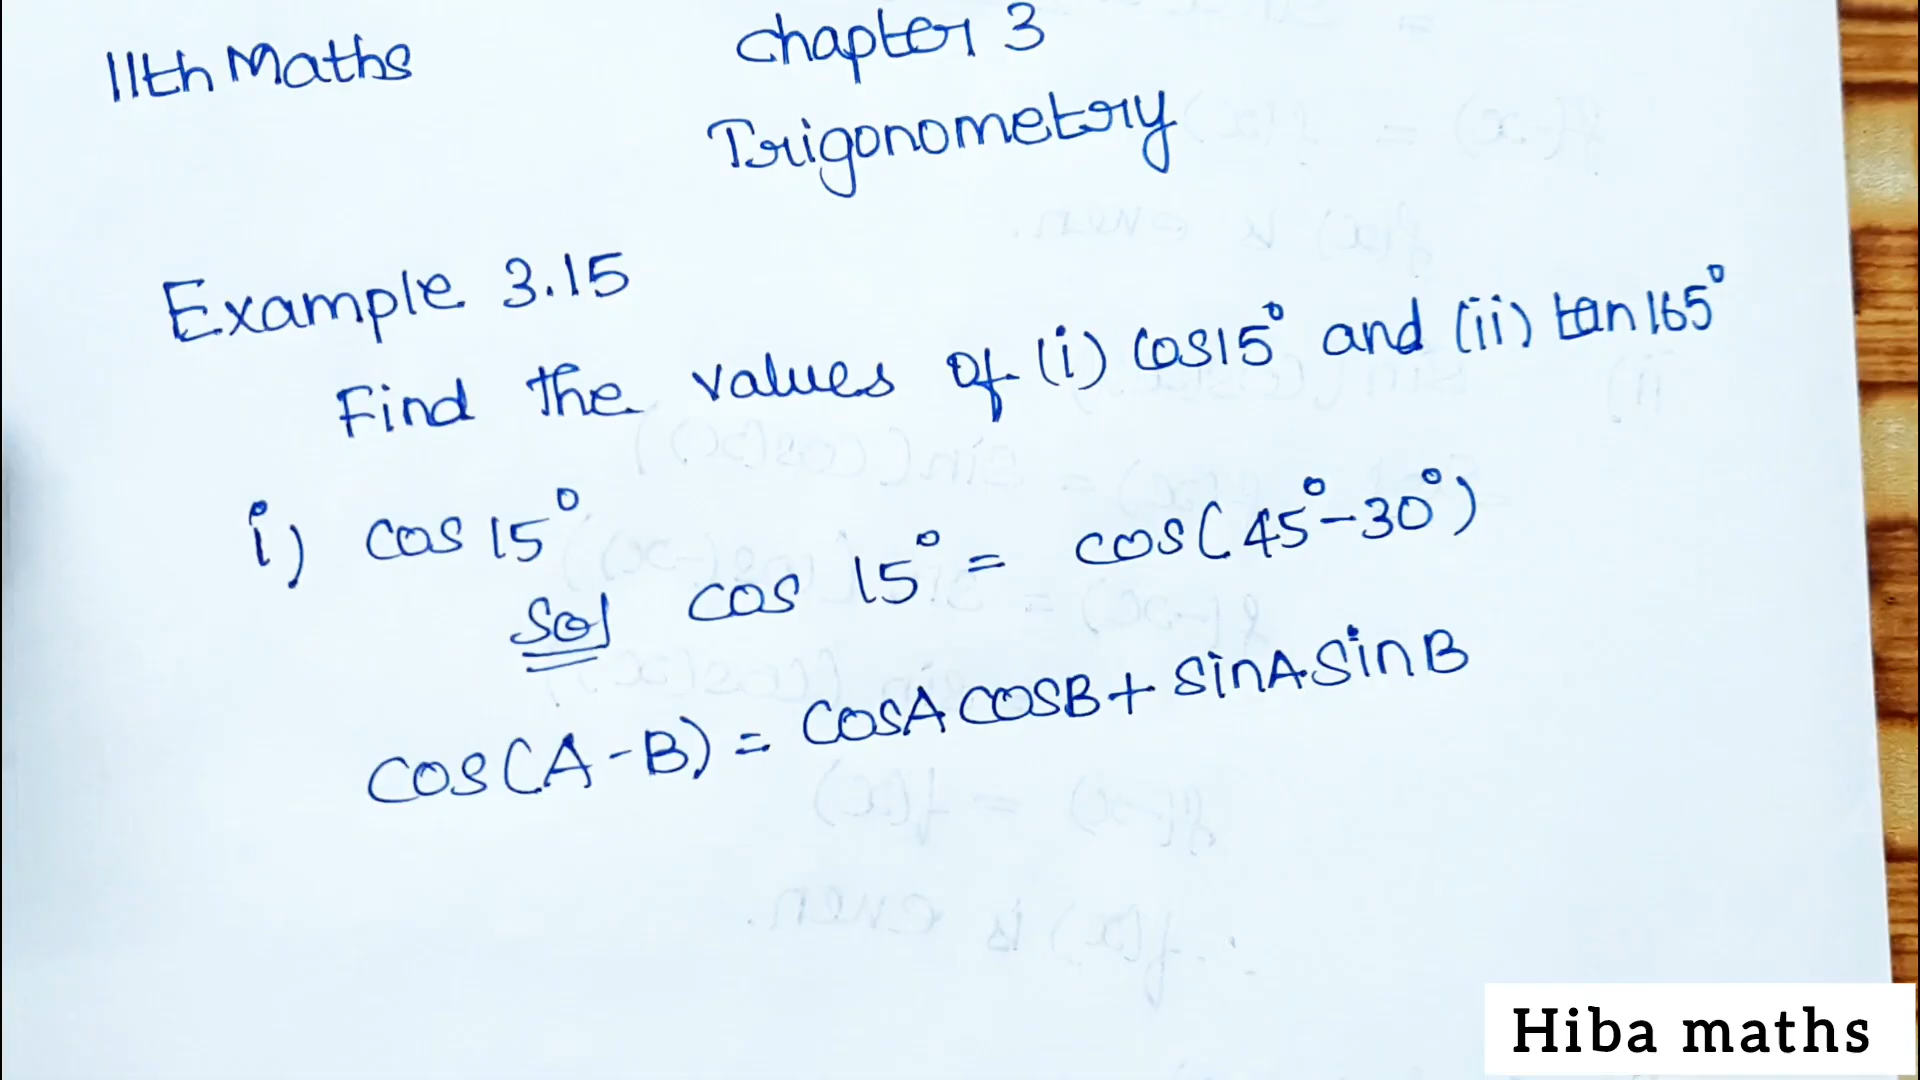 11th Maths
Chapter 3
Trigonometry
Example 3.15
Find the values of (i) cos15° and (ii) tan165°
i) cos 15°
Sol cos 15° = cos(45°-30°)
cos(A-B) = cosA cosB + sinA sinB
Hiba maths